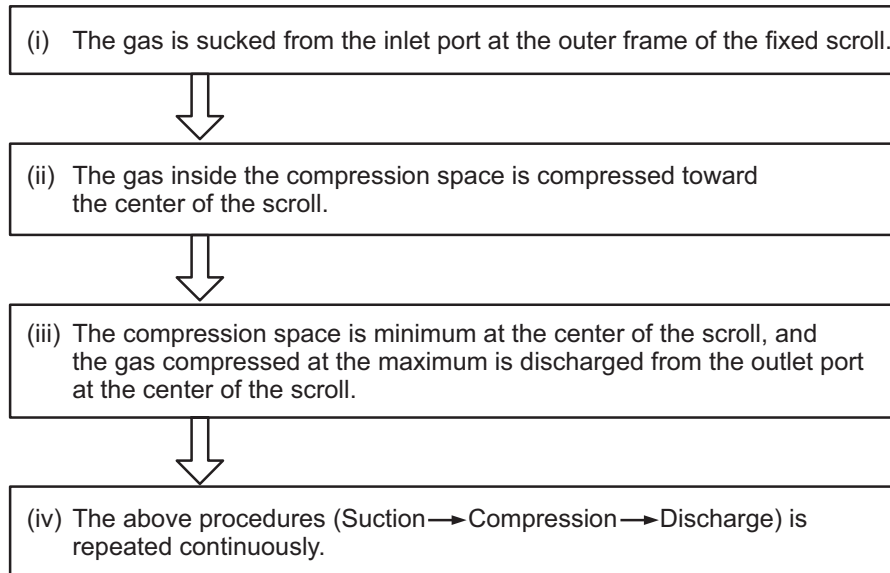 (i) The gas is sucked from the inlet port at the outer frame of the fixed scroll.
(ii) The gas inside the compression space is compressed toward
the center of the scroll.
(iii) The compression space is minimum at the center of the scroll, and
the gas compressed at the maximum is discharged from the outlet port
at the center of the scroll.
(iv) The above procedures (Suction→Compression→Discharge) is
repeated continuously.